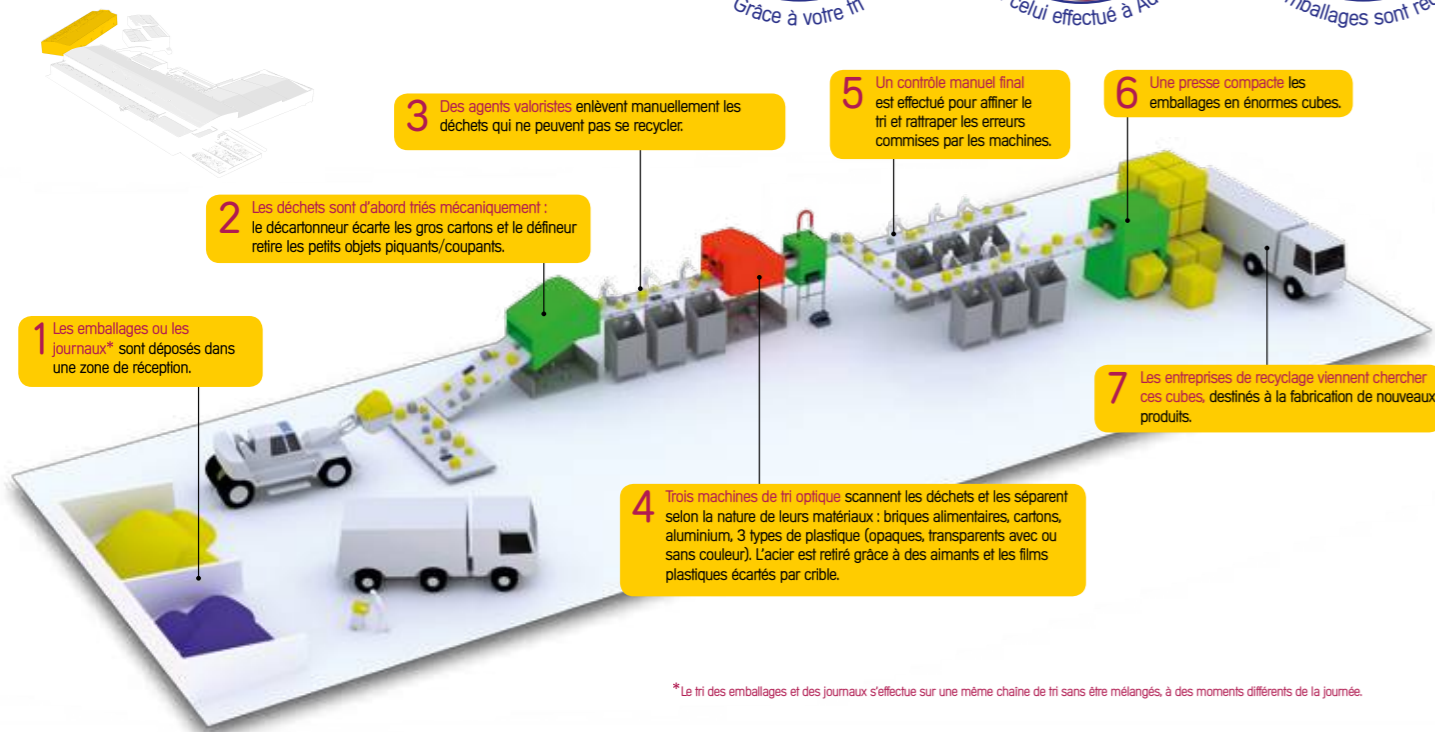 Grâce à votre tri
celui effectué à
emballages sont
3 Des agents valoristes enlèvent manuellement les
déchets qui ne peuvent pas se recycler.
5 Un contrôle manuel final
est effectué pour affiner le
tri et rattraper les erreurs
commises par les machines.
6 Une presse compacte les
emballages en énormes cubes.
2 Les déchets sont d'abord triés mécaniquement :
le décartonneur écarte les gros cartons et le défineur
retire les petits objets piquants/coupants.
1 Les emballages ou les
journaux* sont déposés dans
une zone de réception.
7 Les entreprises de recyclage viennent chercher
ces cubes, destinés à la fabrication de nouveaux
produits.
4 Trois machines de tri optique scannent les déchets et les séparent
selon la nature de leurs matériaux : briques alimentaires, cartons,
aluminium, 3 types de plastique (opaques, transparents avec ou
sans couleur). L'acier est retiré grâce à des aimants et les films
plastiques écartés par crible.
*Le tri des emballages et des journaux s'effectue sur une même chaîne de tri sans être mélangés, à des moments différents de la journée.